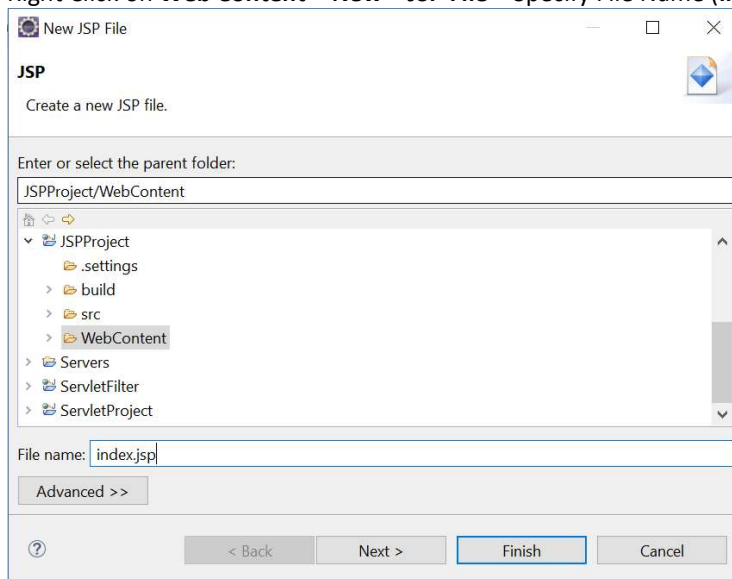 New JSP File
JSP
Create a new JSP file.
Enter or select the parent folder:
JSPProject/WebContent
JSPProject
.settings
build
src
WebContent
Servers
ServletFilter
ServletProject
File name: index.jsp
Advanced >>
< Back Next > Finish Cancel